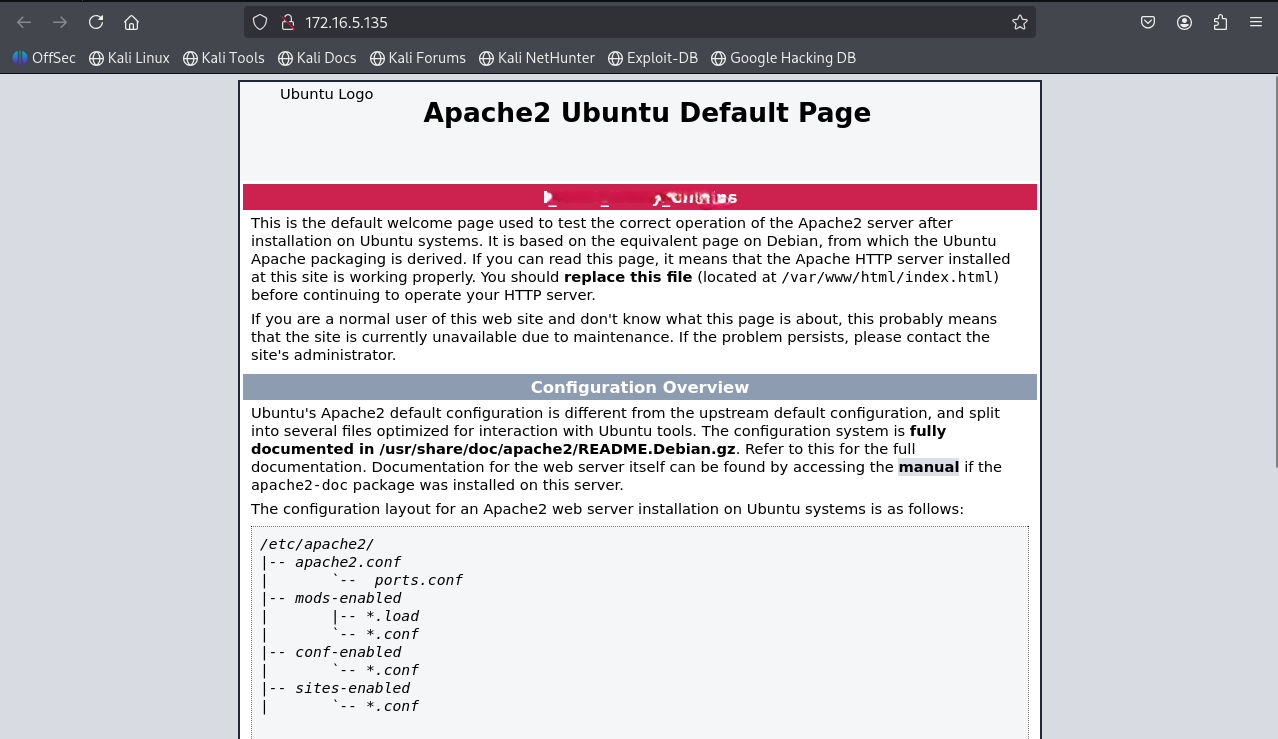 172.16.5.135
OffSec Kali Linux Kali Tools Kali Docs Kali Forums Kali NetHunter Exploit-DB Google Hacking DB
Ubuntu Logo
Apache2 Ubuntu Default Page
This is the default welcome page used to test the correct operation of the Apache2 server after
installation on Ubuntu systems. It is based on the equivalent page on Debian, from which the Ubuntu
Apache packaging is derived. If you can read this page, it means that the Apache HTTP server installed
at this site is working properly. You should replace this file (located at /var/www/html/index.html)
before continuing to operate your HTTP server.
If you are a normal user of this web site and don't know what this page is about, this probably means
that the site is currently unavailable due to maintenance. If the problem persists, please contact the
site's administrator.
Configuration Overview
Ubuntu's Apache2 default configuration is different from the upstream default configuration, and split
into several files optimized for interaction with Ubuntu tools. The configuration system is fully
documented in /usr/share/doc/apache2/README.Debian.gz. Refer to this for the full
documentation. Documentation for the web server itself can be found by accessing the manual if the
apache2-doc package was installed on this server.
The configuration layout for an Apache2 web server installation on Ubuntu systems is as follows:
/etc/apache2/
|-- apache2.conf
|       `--  ports.conf
|-- mods-enabled
|       |-- *.load
|       `-- *.conf
|-- conf-enabled
|       `-- *.conf
|-- sites-enabled
|       `-- *.conf